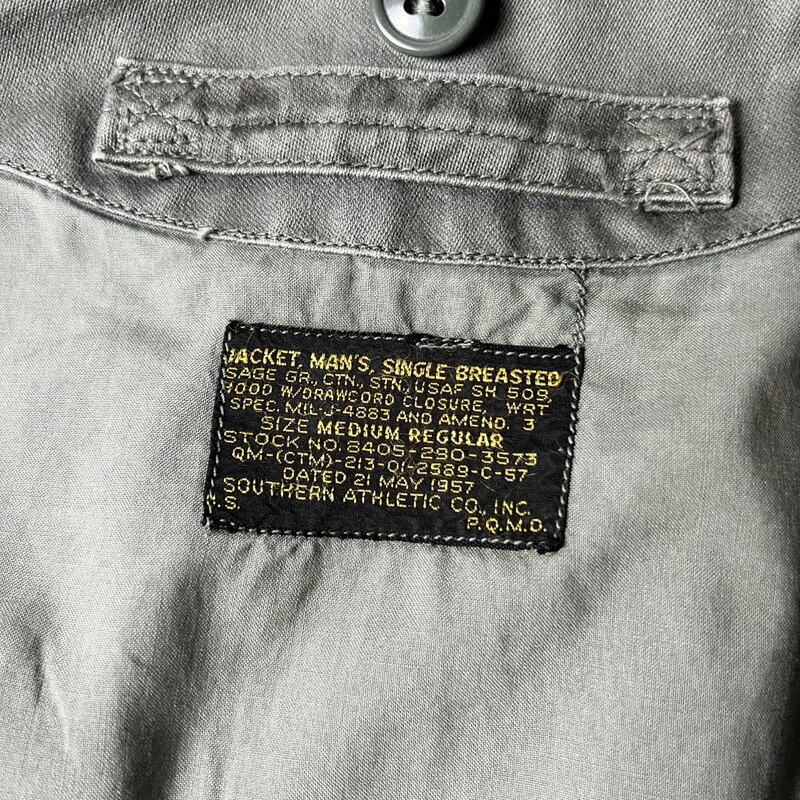 JACKET, MAN'S, SINGLE BREASTED
SAGE GR., CTN., STN., USAF SH 509,
HOOD W/DRAWCORD CLOSURE, WRT
SPEC. MIL-J-4883 AND AMEND. 3
SIZE MEDIUM REGULAR
STOCK NO. 8405-290-3573
QM-(CTM)-213-01-2589-C-57
DATED 21 MAY 1957
SOUTHERN ATHLETIC CO., INC.
.S. P.Q.M.D.